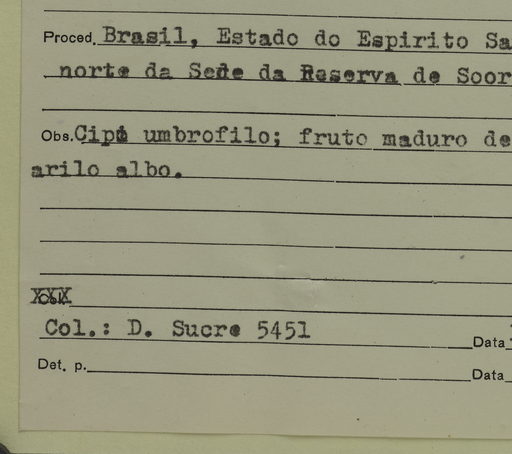 Proced. Brasil, Estado do Espirito Sa
norte da Sede da Reserva de Soor
Obs. Cipó umbrofilo; fruto maduro de
arilo albo.
XXX
Col.: D. Sucre 5451 Data
Det. p. Data